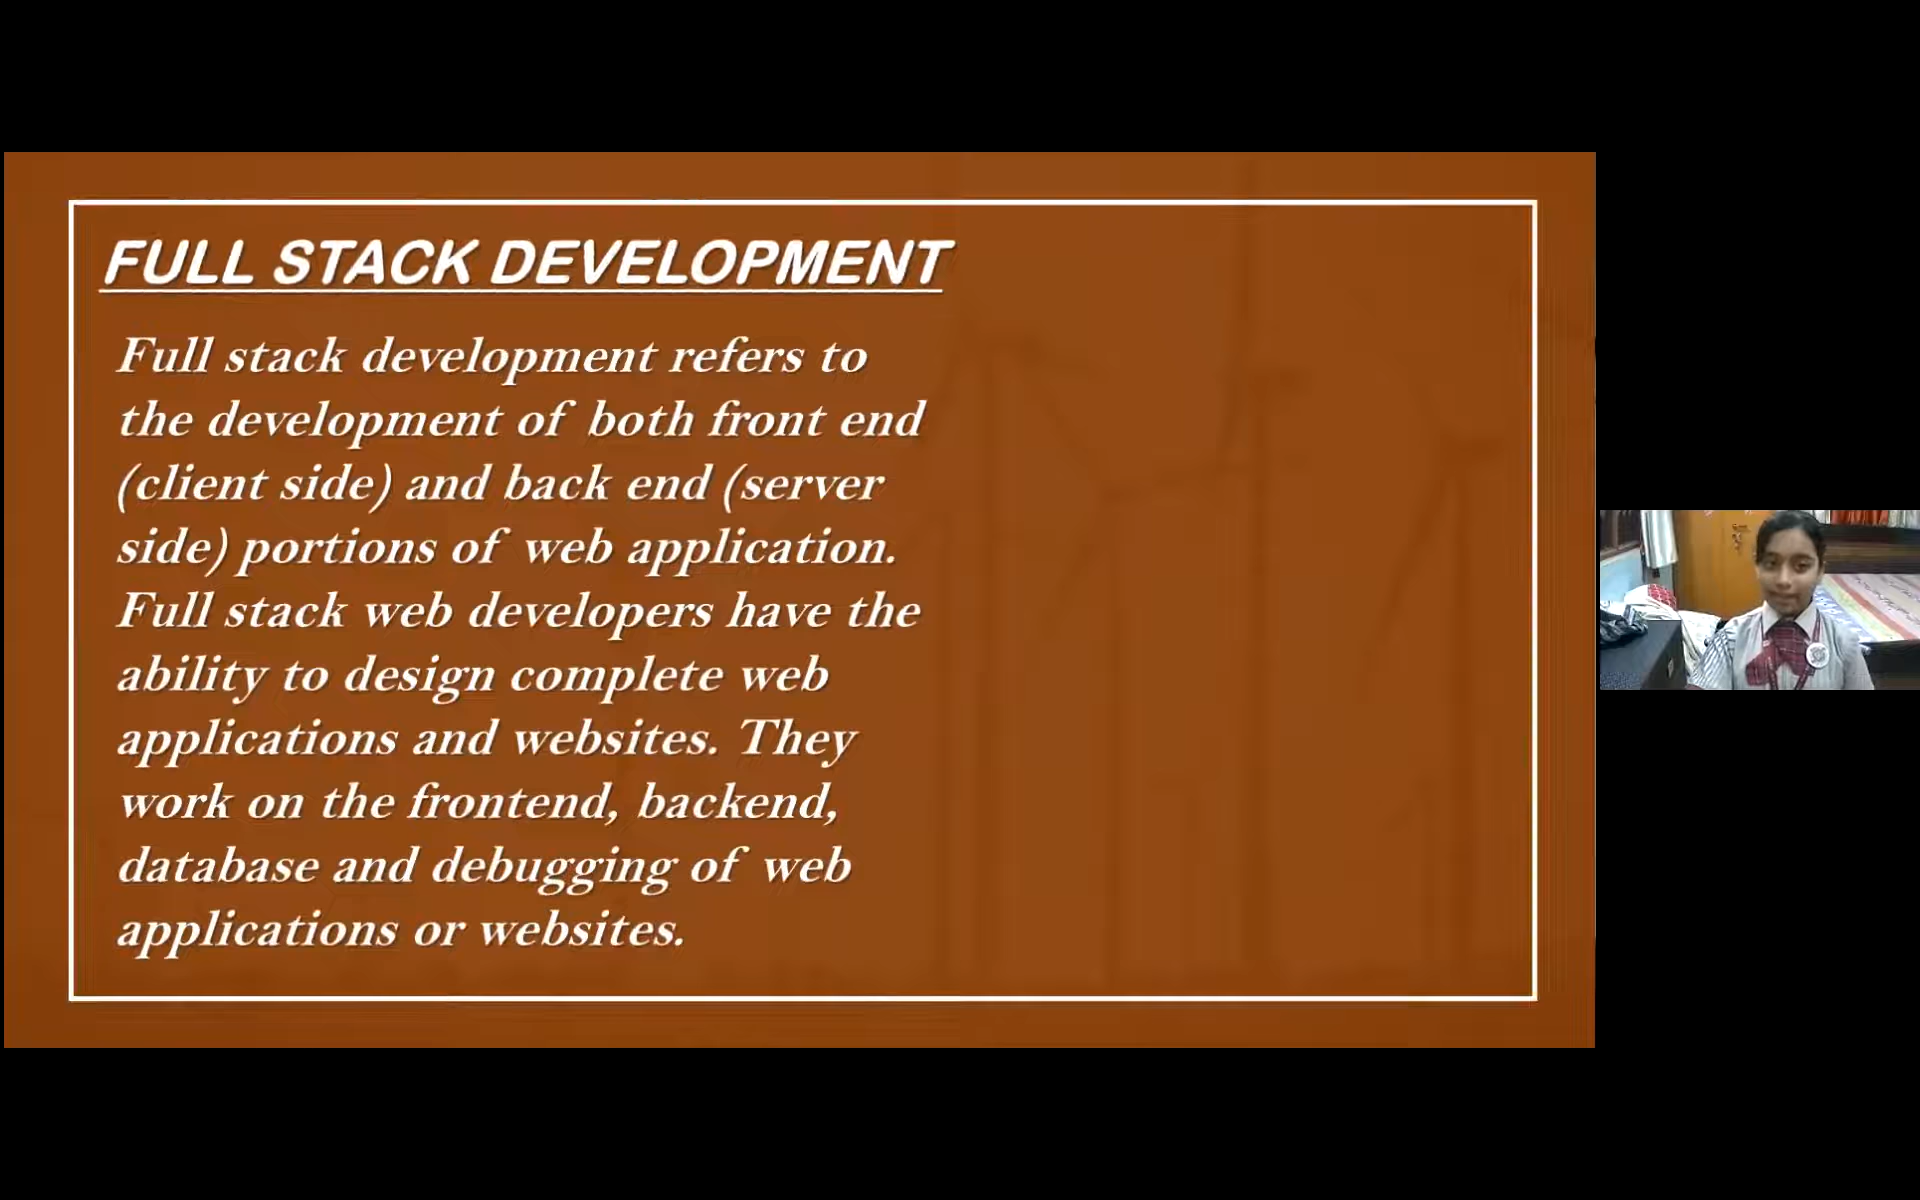 FULL STACK DEVELOPMENT
Full stack development refers to
the development of both front end
(client side) and back end (server
side) portions of web application.
Full stack web developers have the
ability to design complete web
applications and websites. They
work on the frontend, backend,
database and debugging of web
applications or websites.